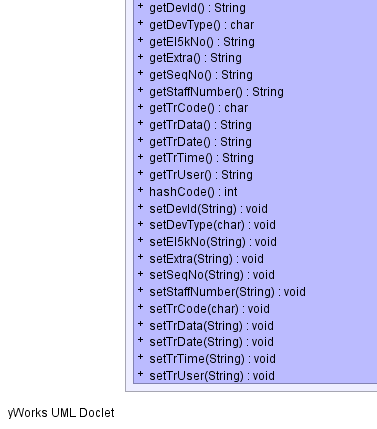 + getDevId() : String
+ getDevType() : char
+ getEI5kNo() : String
+ getExtra() : String
+ getSeqNo() : String
+ getStaffNumber() : String
+ getTrCode() : char
+ getTrData() : String
+ getTrDate() : String
+ getTrTime() : String
+ getTrUser() : String
+ hashCode() : int
+ setDevId(String) : void
+ setDevType(char) : void
+ setEI5kNo(String) : void
+ setExtra(String) : void
+ setSeqNo(String) : void
+ setStaffNumber(String) : void
+ setTrCode(char) : void
+ setTrData(String) : void
+ setTrDate(String) : void
+ setTrTime(String) : void
+ setTrUser(String) : void
yWorks UML Doclet